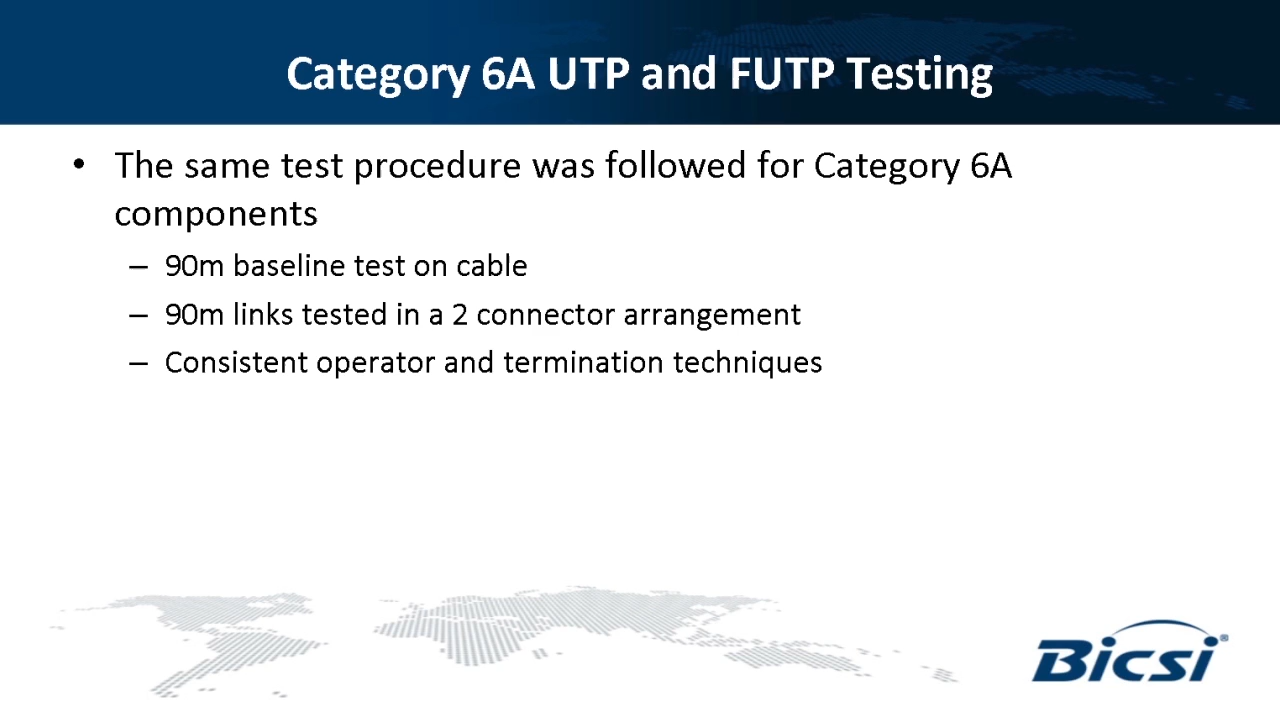 Category 6A UTP and FUTP Testing
• The same test procedure was followed for Category 6A
components
– 90m baseline test on cable
– 90m links tested in a 2 connector arrangement
– Consistent operator and termination techniques
Bicsi®